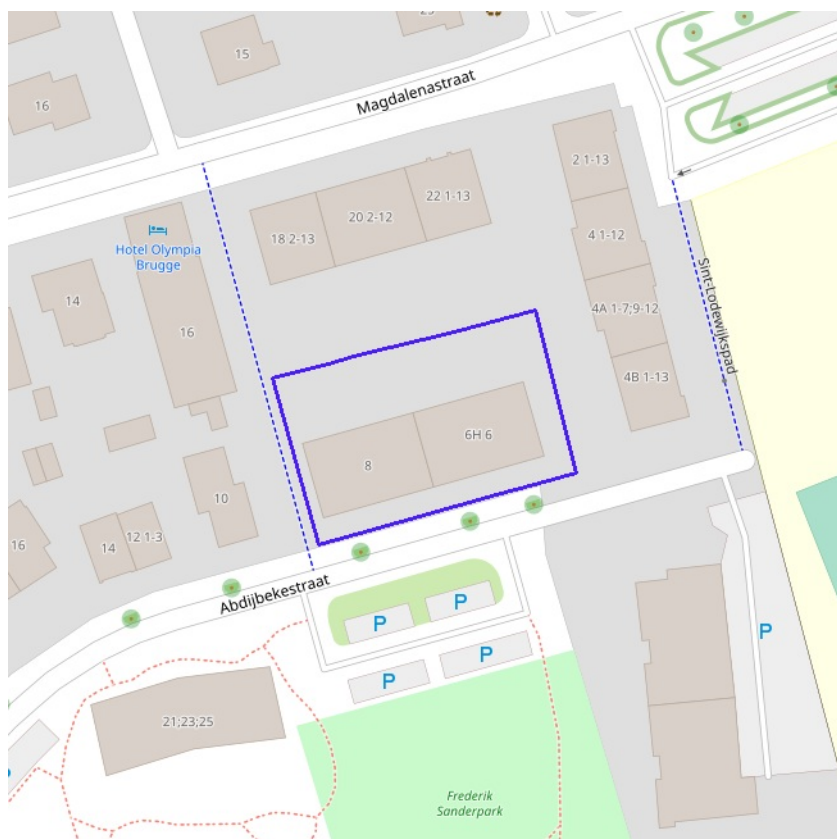 15
16
Magdalenastraat
2 1-13
22 1-13
20 2-12
18 2-13
4 1-12
Hotel Olympia
Brugge
14
16
4A 1-7;9-12
Sint-Lodewijkspad
4B 1-13
6H 6
8
10
16
14
12 1-3
Abdijbekestraat
P
P
P
P
P
21;23;25
Frederik
Sanderpark